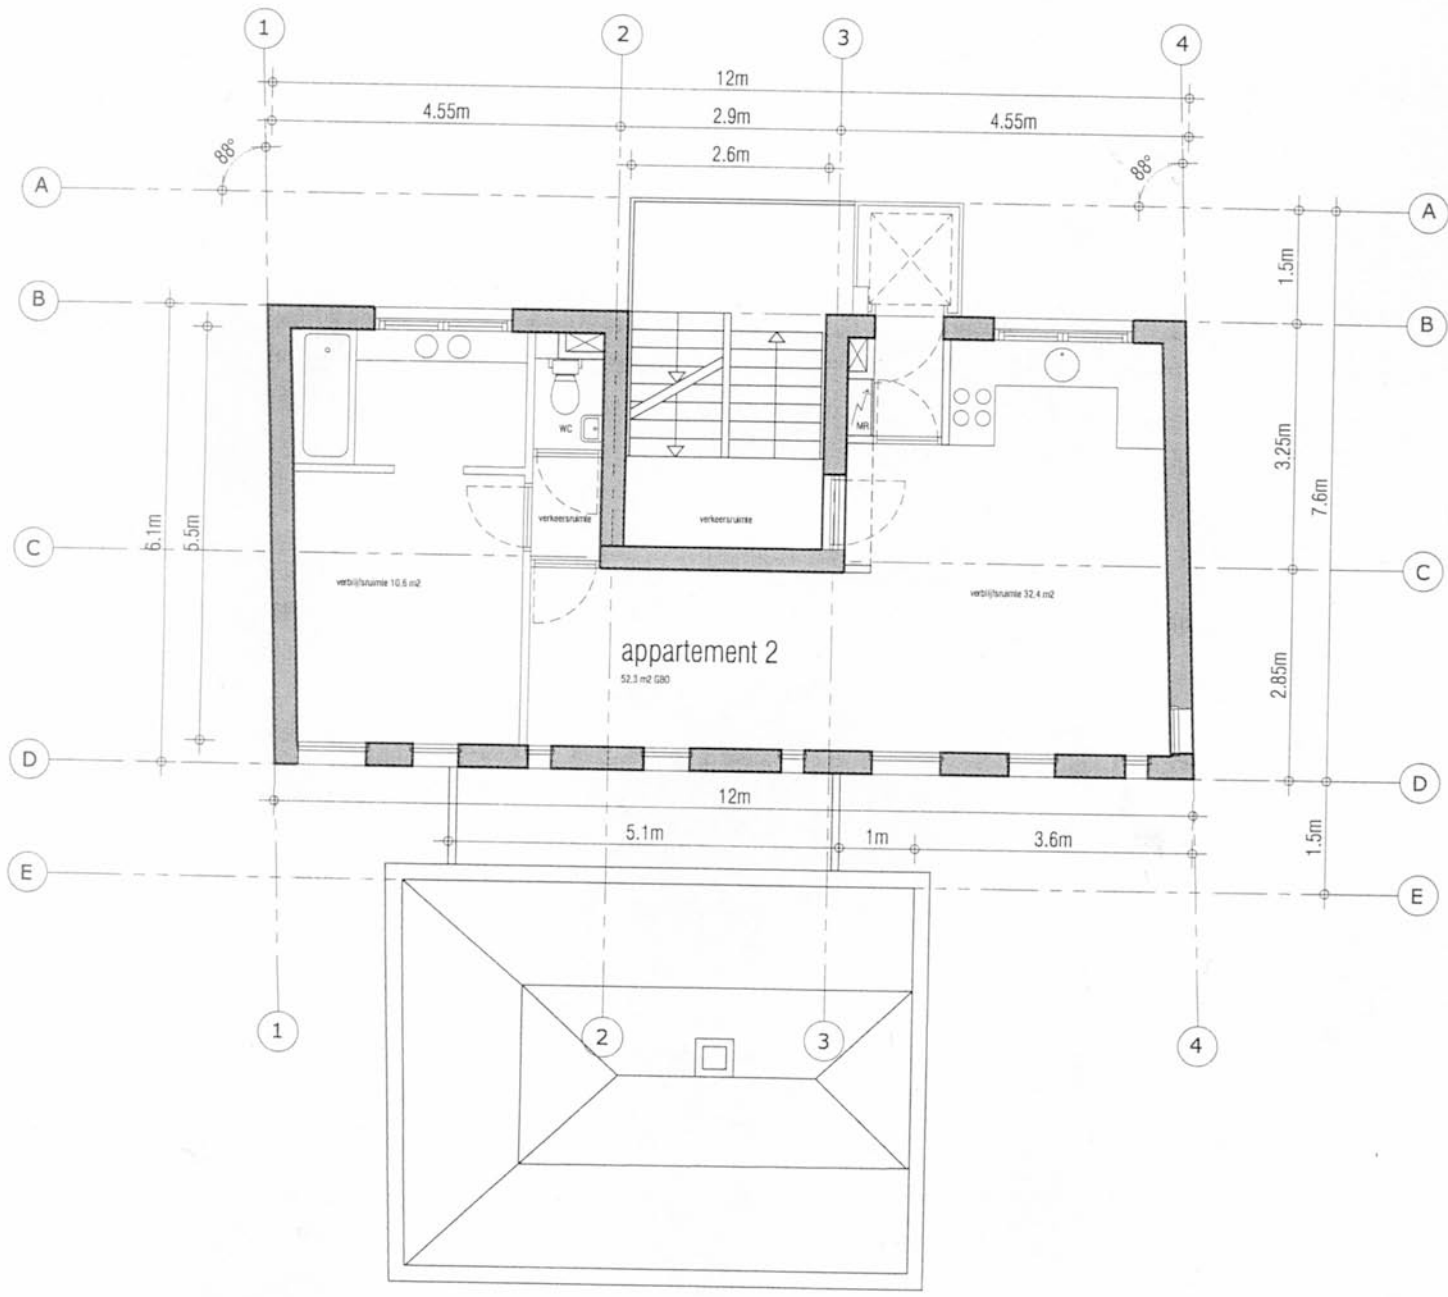 1
2
3
4
12m
4.55m
2.9m
4.55m
2.6m
88°
88°
A
A
1.5m
B
B
WC
MR
3.25m
7.6m
6.1m
5.5m
verkeersruimte
verkeersruimte
C
C
verblijfsruimte 10,6 m2
verblijfsruimte 32,4 m2
appartement 2
52,3 m2 GBO
2.85m
D
D
12m
5.1m
1m
3.6m
1.5m
E
E
1
2
3
4